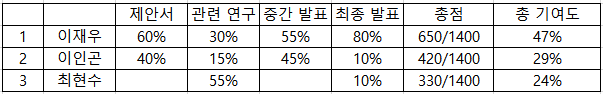 제안서 관련 연구 중간 발표 최종 발표 총점 총 기여도
1 이재우 60% 30% 55% 80% 650/1400 47%
2 이인곤 40% 15% 45% 10% 420/1400 29%
3 최현수 55% 10% 330/1400 24%